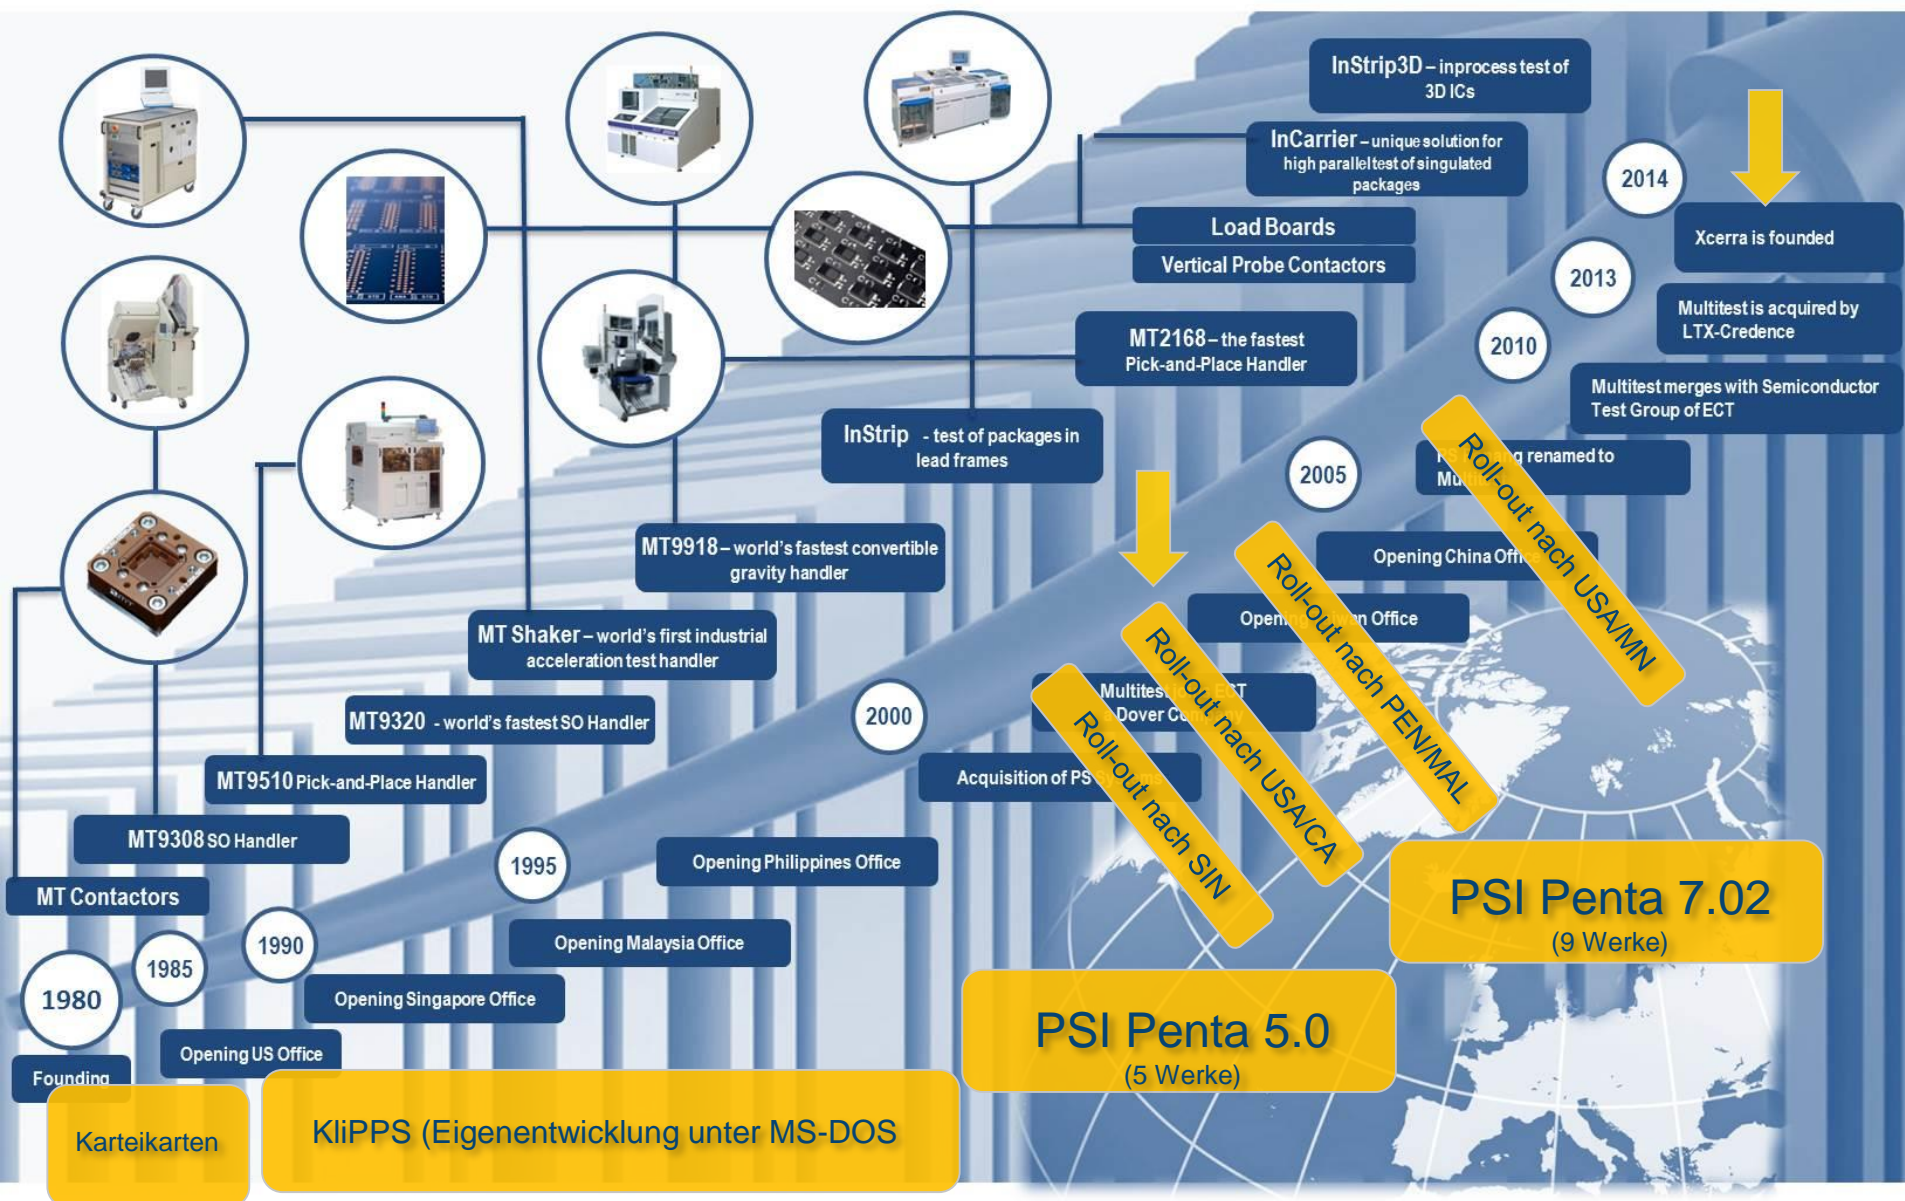 InStrip3D – inprocess test of
3D ICs
InCarrier – unique solution for
high parallel test of singulated
packages
2014
Load Boards
Xcerra is founded
Vertical Probe Contactors
2013
Multitest is acquired by
LTX-Credence
MT2168 – the fastest
Pick-and-Place Handler
2010
Multitest merges with Semiconductor
Test Group of ECT
InStrip - test of packages in
lead frames
2005
renamed to
Roll-out nach USA/MN
MT9918 – world's fastest convertible
gravity handler
Opening China Office
Roll-out nach PEN/MAL
MT Shaker – world's first industrial
acceleration test handler
Opening Taiwan Office
Roll-out nach USA/CA
MT9320 - world's fastest SO Handler
2000
Multitest ECT
a Dover Company
Roll-out nach SIN
MT9510 Pick-and-Place Handler
Acquisition of PS Systems
MT9308 SO Handler
1995
Opening Philippines Office
MT Contactors
PSI Penta 7.02
(9 Werke)
1990
Opening Malaysia Office
1985
1980
Opening Singapore Office
PSI Penta 5.0
(5 Werke)
Opening US Office
Founding
Karteikarten
KliPPS (Eigenentwicklung unter MS-DOS